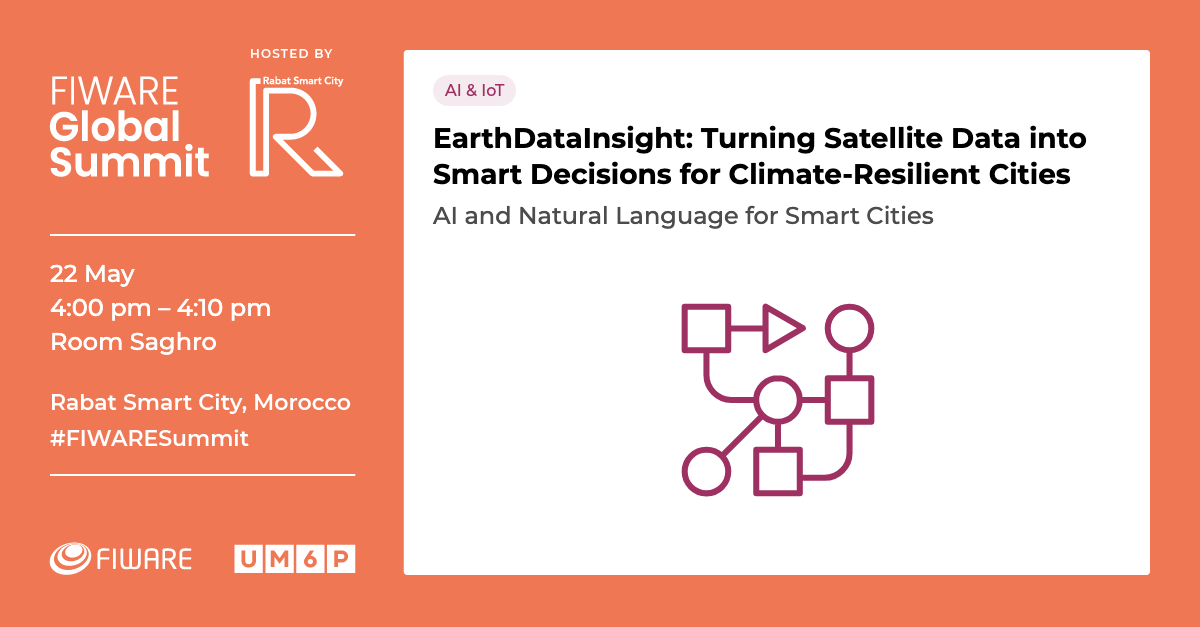 HOSTED BY
FIWARE
Global
Summit
Rabat Smart City
R
22 May
4:00 pm – 4:10 pm
Room Saghro
Rabat Smart City, Morocco
#FIWARESummit
FIWARE
UM6P
AI & IoT
EarthDataInsight: Turning Satellite Data into
Smart Decisions for Climate-Resilient Cities
AI and Natural Language for Smart Cities